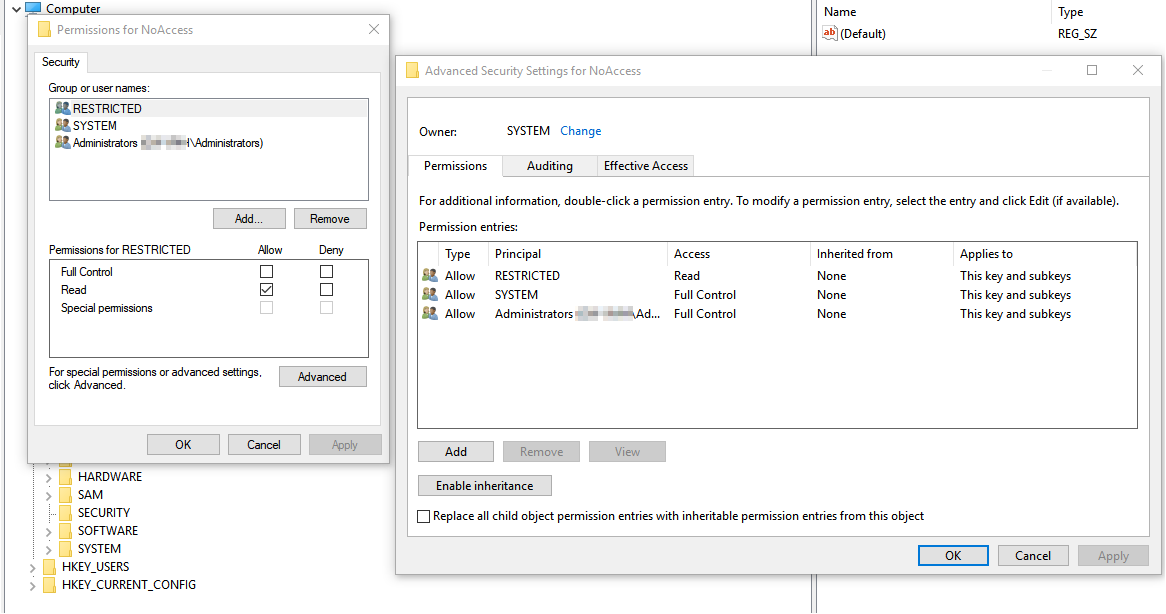 Computer
Name Type
(Default) REG_SZ
Permissions for NoAccess
Security
Group or user names:
RESTRICTED
SYSTEM
Administrators \Administrators)
Add... Remove
Permissions for RESTRICTED Allow Deny
Full Control
Read
Special permissions
For special permissions or advanced settings,
click Advanced.
Advanced
OK Cancel Apply
HARDWARE
SAM
SECURITY
SOFTWARE
SYSTEM
HKEY_USERS
HKEY_CURRENT_CONFIG
Advanced Security Settings for NoAccess
Owner: SYSTEM Change
Permissions Auditing Effective Access
For additional information, double-click a permission entry. To modify a permission entry, select the entry and click Edit (if available).
Permission entries:
Type Principal Access Inherited from Applies to
Allow RESTRICTED Read None This key and subkeys
Allow SYSTEM Full Control None This key and subkeys
Allow Administrators \Ad... Full Control None This key and subkeys
Add Remove View
Enable inheritance
Replace all child object permission entries with inheritable permission entries from this object
OK Cancel Apply